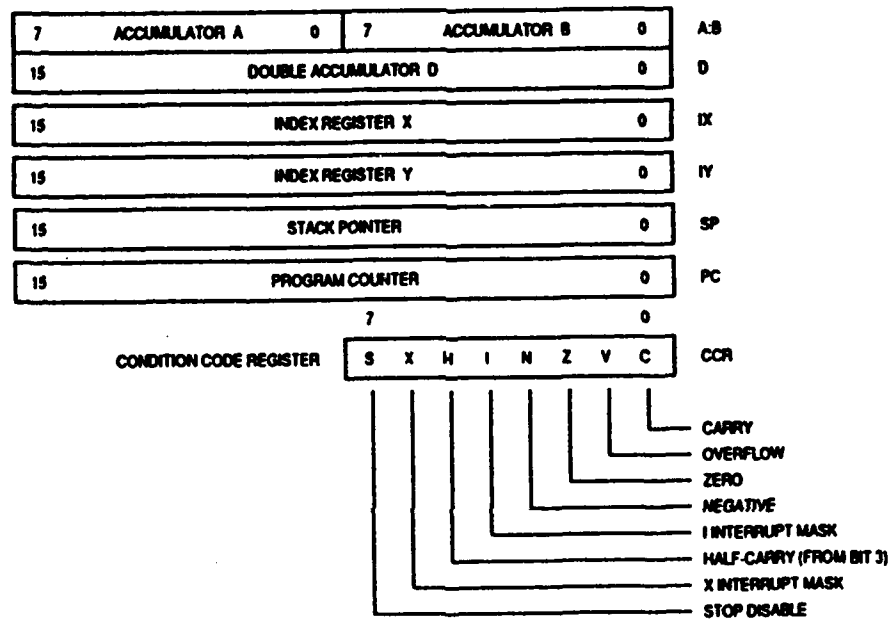 7 ACCUMULATOR A 0 7 ACCUMULATOR B 0 A:B
15 DOUBLE ACCUMULATOR D 0 D
15 INDEX REGISTER X 0 IX
15 INDEX REGISTER Y 0 IY
15 STACK POINTER 0 SP
15 PROGRAM COUNTER 0 PC
7 0
CONDITION CODE REGISTER S X H I N Z V C CCR
CARRY
OVERFLOW
ZERO
NEGATIVE
I INTERRUPT MASK
HALF-CARRY (FROM BIT 3)
X INTERRUPT MASK
STOP DISABLE